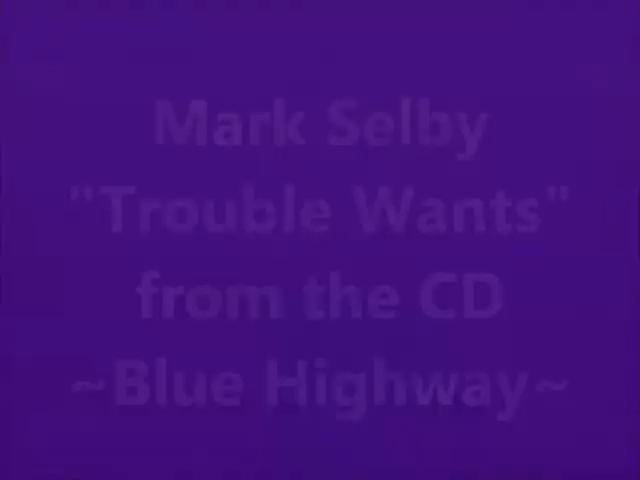 Mark Selby
"Trouble Wants"
from the CD
~Blue Highway~